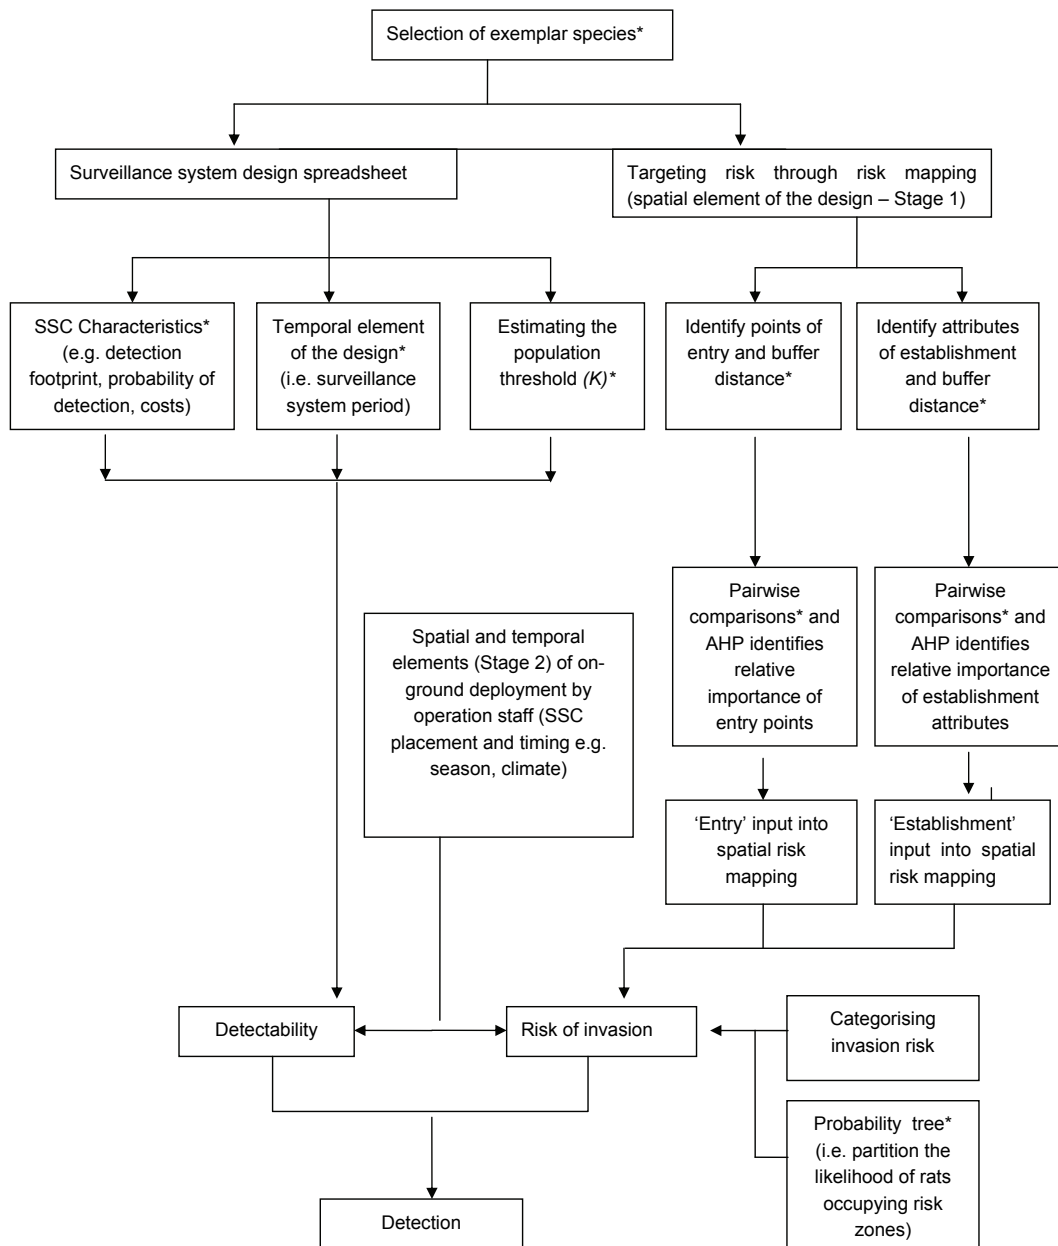 Selection of exemplar species*
Surveillance system design spreadsheet
Targeting risk through risk mapping
(spatial element of the design – Stage 1)
SSC Characteristics*
(e.g. detection
footprint, probability of
detection, costs)
Temporal element
of the design*
(i.e. surveillance
system period)
Estimating the
population
threshold (K)*
Identify points of
entry and buffer
distance*
Identify attributes
of establishment
and buffer
distance*
Spatial and temporal
elements (Stage 2) of on-
ground deployment by
operation staff (SSC
placement and timing e.g.
season, climate)
Pairwise
comparisons* and
AHP identifies
relative
importance of
entry points
Pairwise
comparisons* and
AHP identifies
relative importance
of establishment
attributes
‘Entry’ input into
spatial risk
mapping
‘Establishment’
input into spatial
risk mapping
Detectability
Risk of invasion
Categorising
invasion risk
Probability tree*
(i.e. partition the
likelihood of rats
occupying risk
zones)
Detection